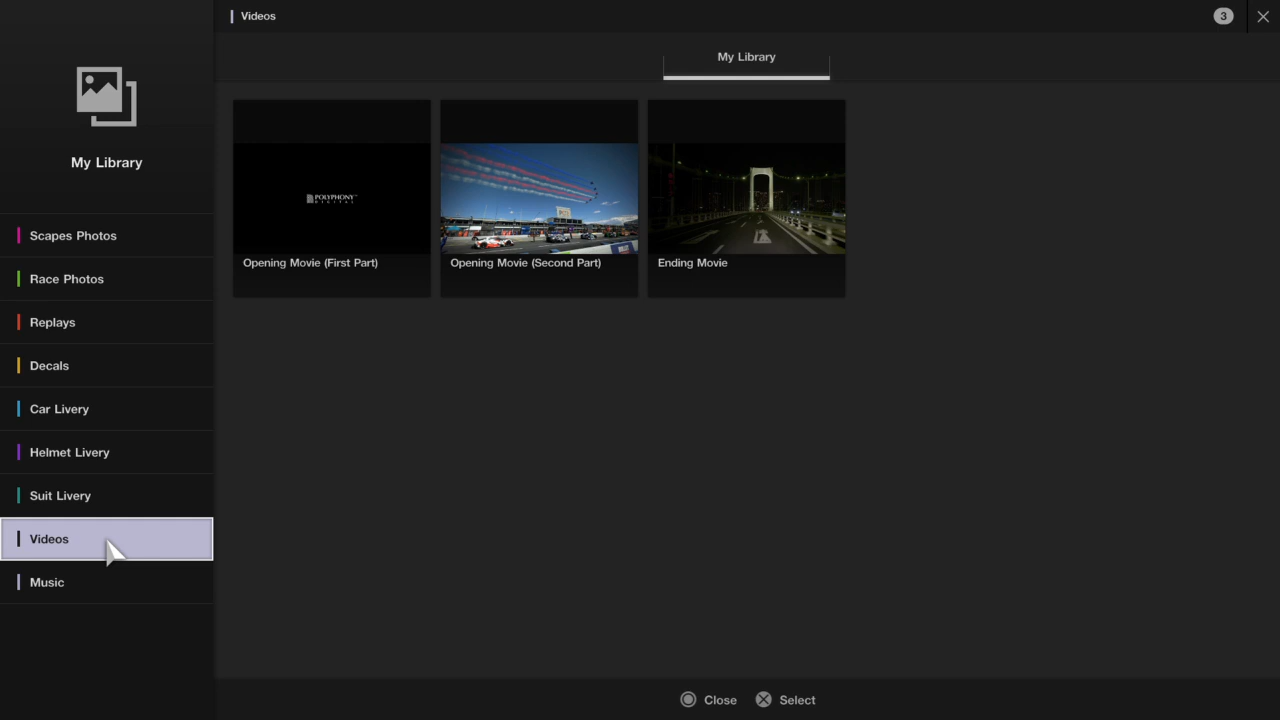 Videos
3
My Library
My Library
POLYPHONY
DIGITAL
Opening Movie (First Part)
Opening Movie (Second Part)
Ending Movie
Scapes Photos
Race Photos
Replays
Decals
Car Livery
Helmet Livery
Suit Livery
Videos
Music
Close
Select